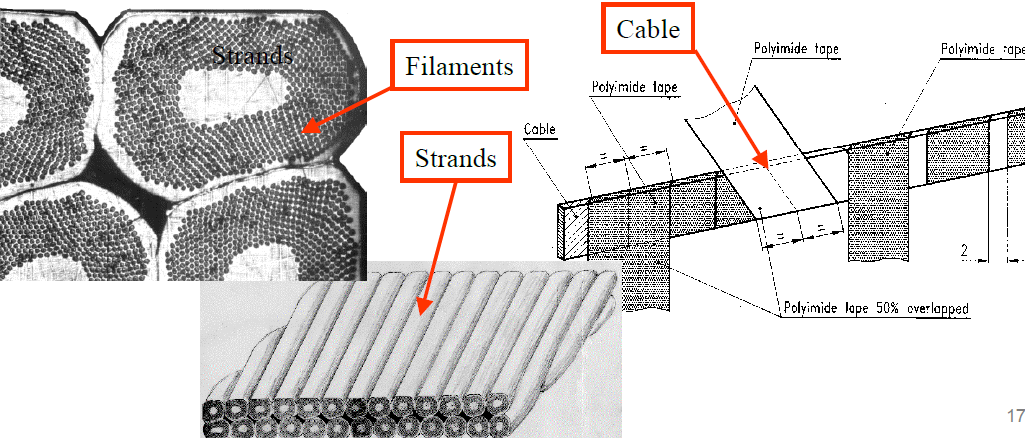 Strands
Filaments
Strands
Cable
Polyimide tape
Polyimide tape
Polyimide tape
Cable
=
=
=
=
2
Polyimide tape 50% overlapped
17